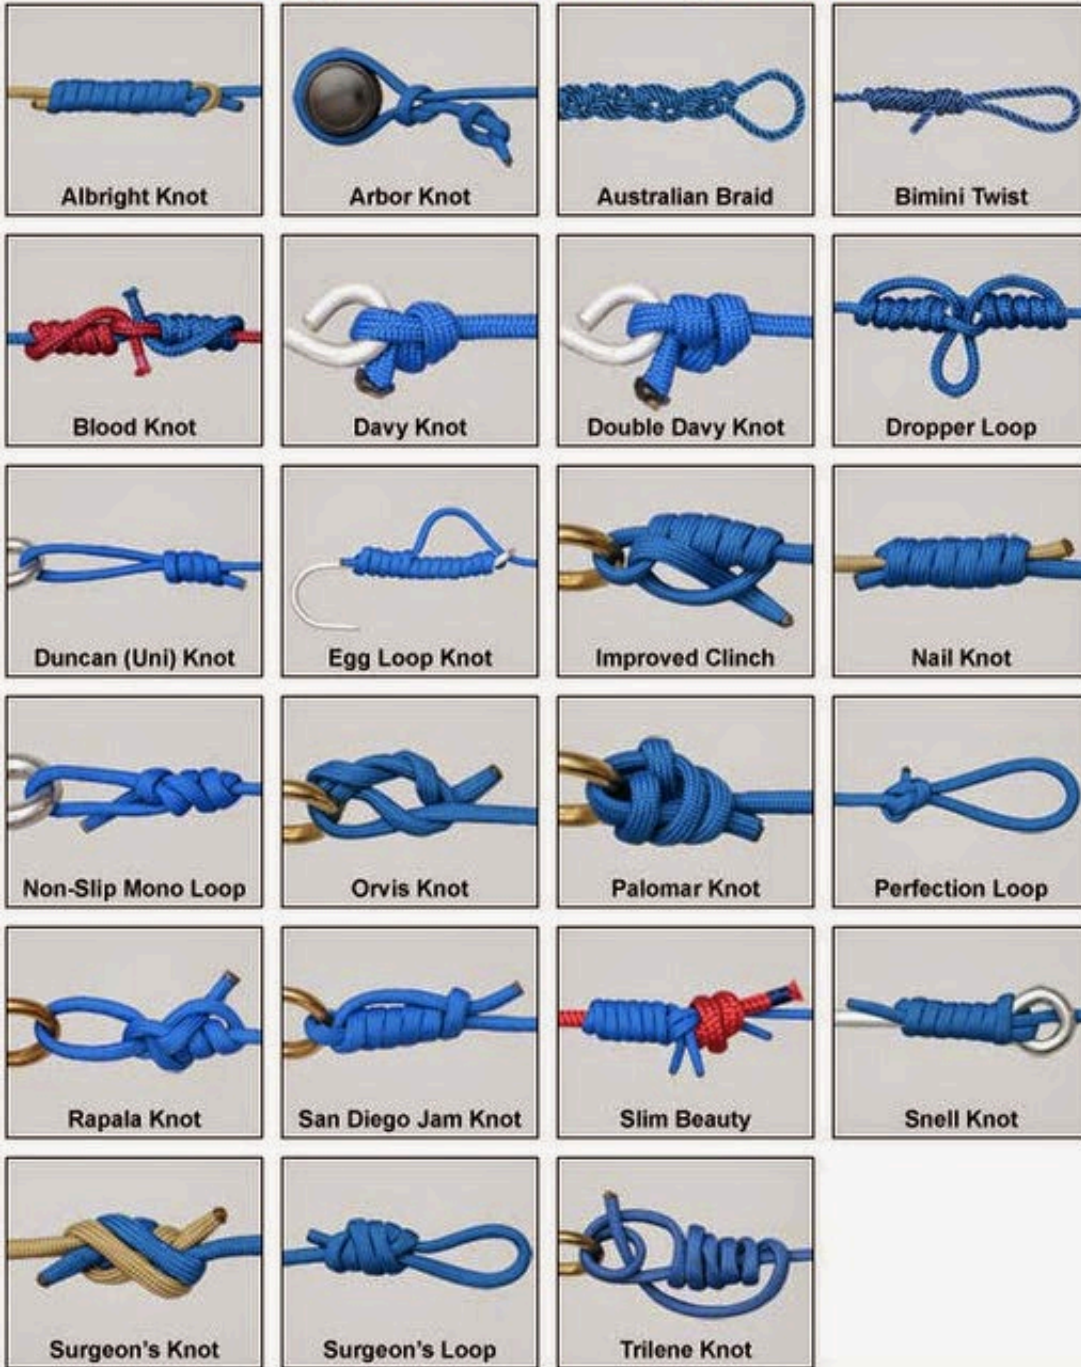 Albright Knot
Arbor Knot
Australian Braid
Bimini Twist
Blood Knot
Davy Knot
Double Davy Knot
Dropper Loop
Duncan (Uni) Knot
Egg Loop Knot
Improved Clinch
Nail Knot
Non-Slip Mono Loop
Orvis Knot
Palomar Knot
Perfection Loop
Rapala Knot
San Diego Jam Knot
Slim Beauty
Snell Knot
Surgeon's Knot
Surgeon's Loop
Trilene Knot